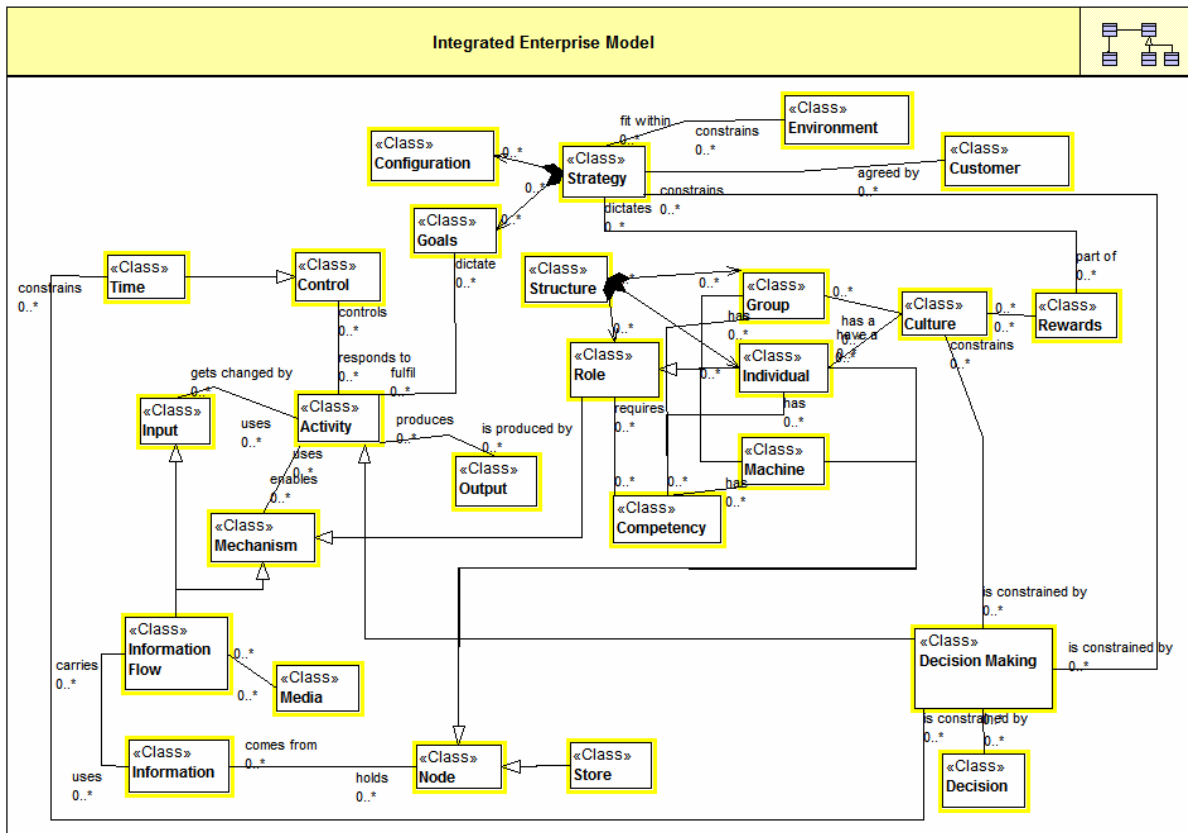 Integrated Enterprise Model
«Class»
Environment
fit within
0..*
constrains
0..*
«Class»
Configuration
0..*
«Class»
Strategy
«Class»
Customer
agreed by
0..*
constrains
0..*
0..*
0..*
dictates
0..*
«Class»
Goals
dictate
0..*
«Class»
Time
constrains
0..*
«Class»
Control
controls
0..*
«Class»
Structure
0..*
«Class»
Group
0..*
has
0..*
«Class»
Culture
has a
have a
0..*
constrains
0..*
part of
0..*
0..*
0..*
«Class»
Rewards
0..*
«Class»
Role
0..*
«Class»
Individual
has
0..*
requires
0..*
responds to
0..*
fulfil
0..*
gets changed by
0..*
«Class»
Input
uses
0..*
«Class»
Activity
produces
0..*
is produced by
0..*
«Class»
Output
uses
0..*
enables
0..*
«Class»
Mechanism
«Class»
Machine
has
0..*
0..*
0..*
«Class»
Competency
«Class»
Information
Flow
0..*
0..*
«Class»
Media
carries
0..*
is constrained by
0..*
«Class»
Decision Making
is constrained by
0..*
is constrained by
0..*
0..*
0..*
«Class»
Decision
«Class»
Information
uses
0..*
comes from
0..*
holds
0..*
«Class»
Node
«Class»
Store